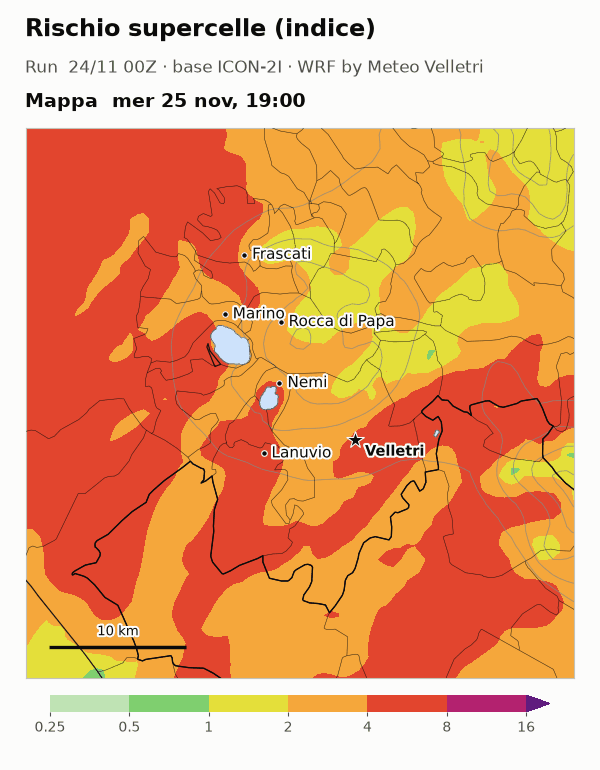 Rischio supercelle (indice)
Run  24/11 00Z · base ICON-2I · WRF by Meteo Velletri
Mappa  mer 25 nov, 19:00
Frascati
Marino
Rocca di Papa
Nemi
Velletri
Lanuvio
10 km
0.25 0.5 1 2 4 8 16